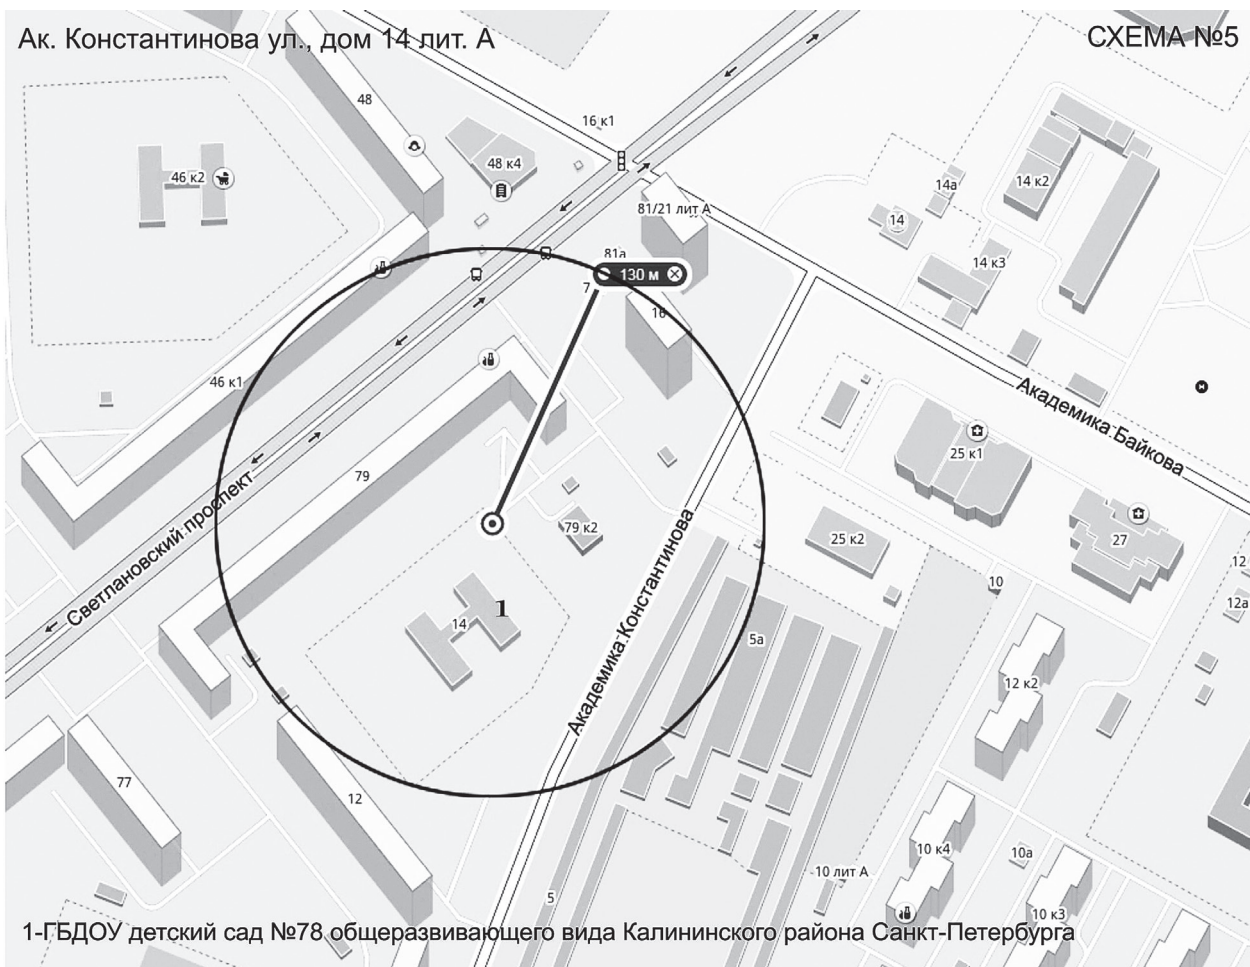 Ак. Константинова ул., дом 14 лит. А
СХЕМА №5
48
16 к1
48 к4
46 к2
14а
14 к2
81/21 лит А
14
81а
14 к3
130 м
7
16
46 к1
Академика Байкова
25 к1
79
Светлановский проспект
79 к2
25 к2
27
Академика Константинова
12
10
12а
1
14
5а
12 к2
77
12
10 к4
10а
10 лит А
5
10 к3
1-ГБДОУ детский сад №78 общеразвивающего вида Калининского района Санкт-Петербурга